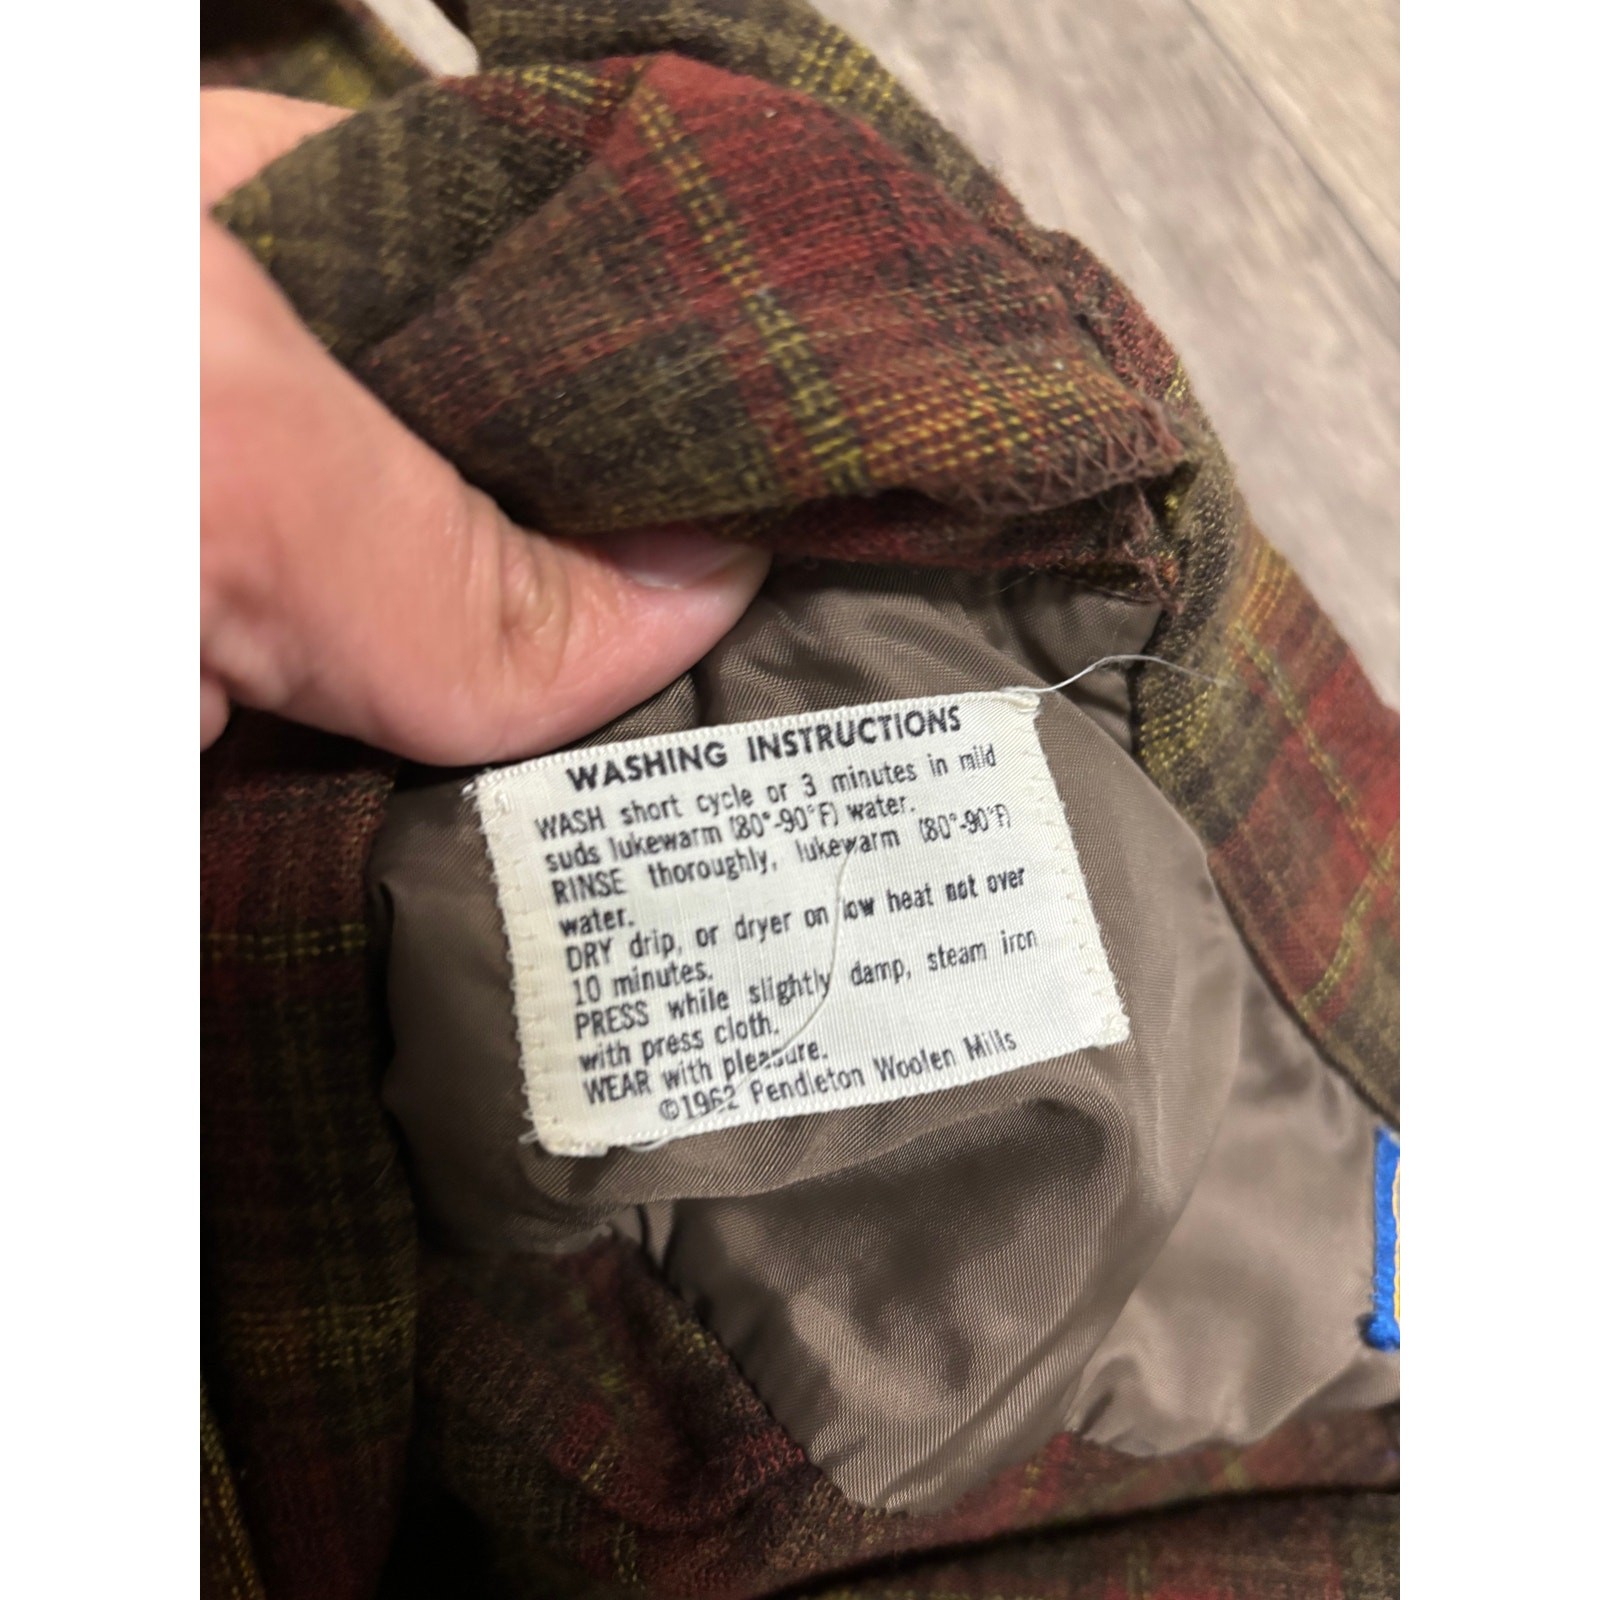 WASHING INSTRUCTIONS
WASH short cycle or 3 minutes in mild
suds lukewarm (80°-90°F) water.
RINSE thoroughly, lukewarm (80°-90°F)
water.
DRY drip, or dryer on low heat not over
10 minutes.
PRESS while slightly damp, steam iron
with press cloth.
WEAR with pleasure.
©1962 Pendleton Woolen Mills